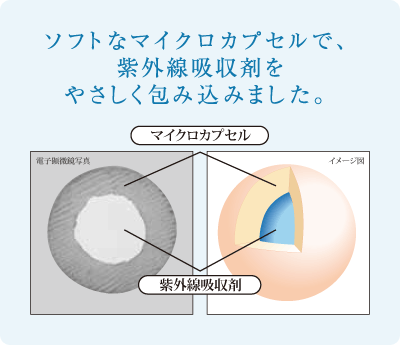 ソフトなマイクロカプセルで、
紫外線吸収剤を
やさしく包み込みました。
マイクロカプセル
電子顕微鏡写真
イメージ図
紫外線吸収剤